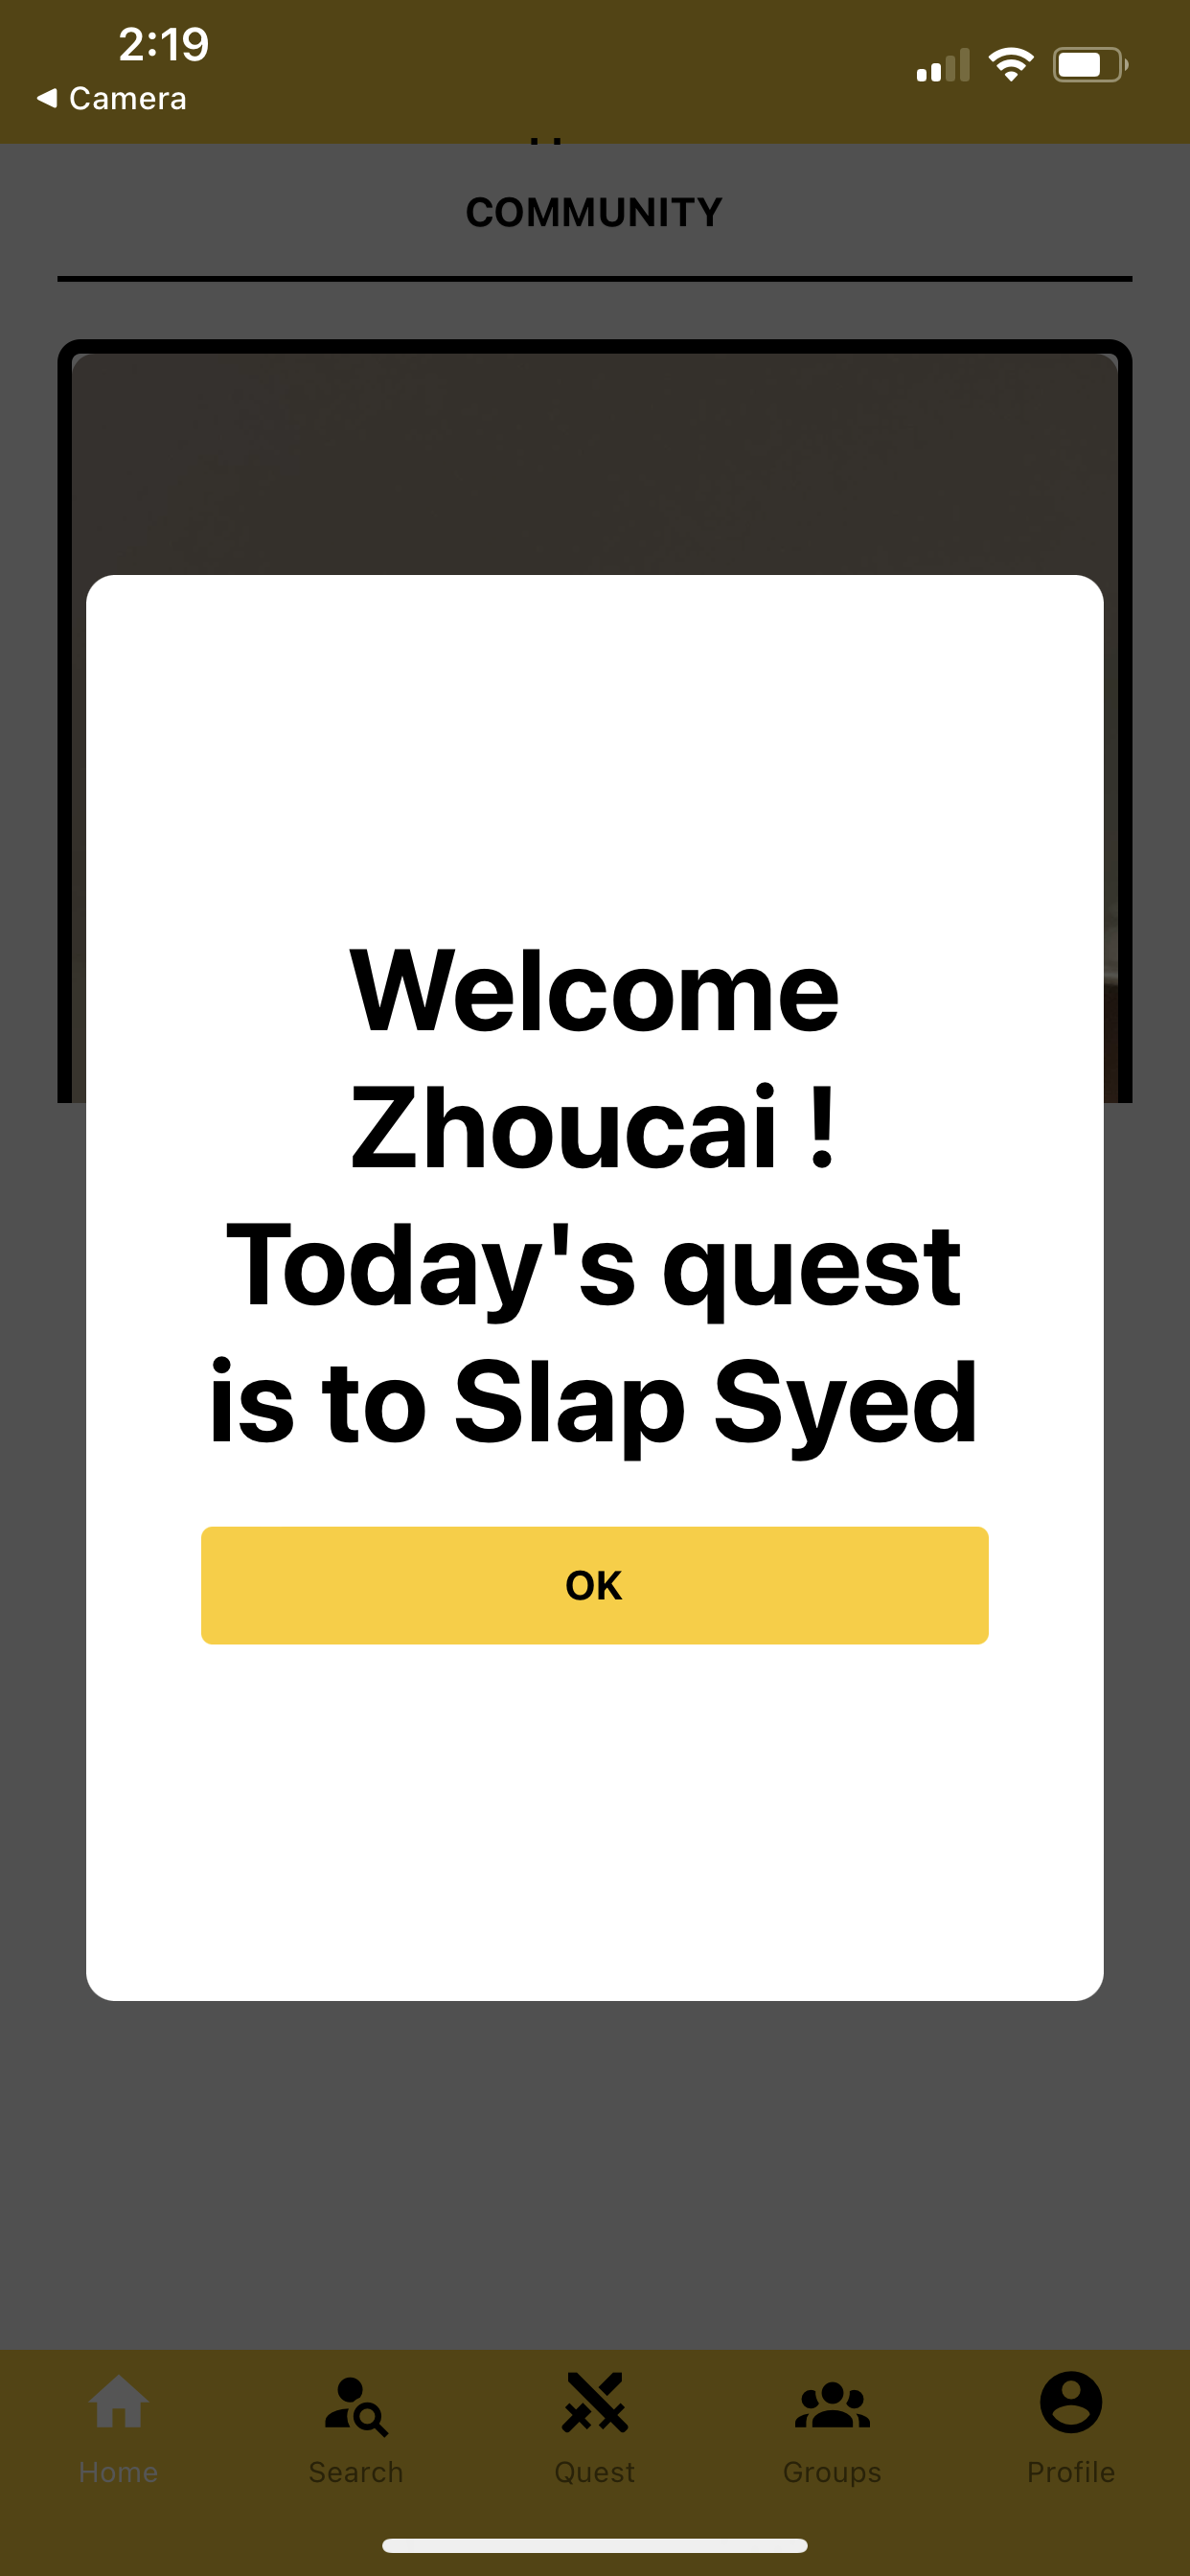 2:19
Camera
COMMUNITY
Welcome
Zhoucai !
Today's quest
is to Slap Syed
OK
Home
Search
Quest
Groups
Profile